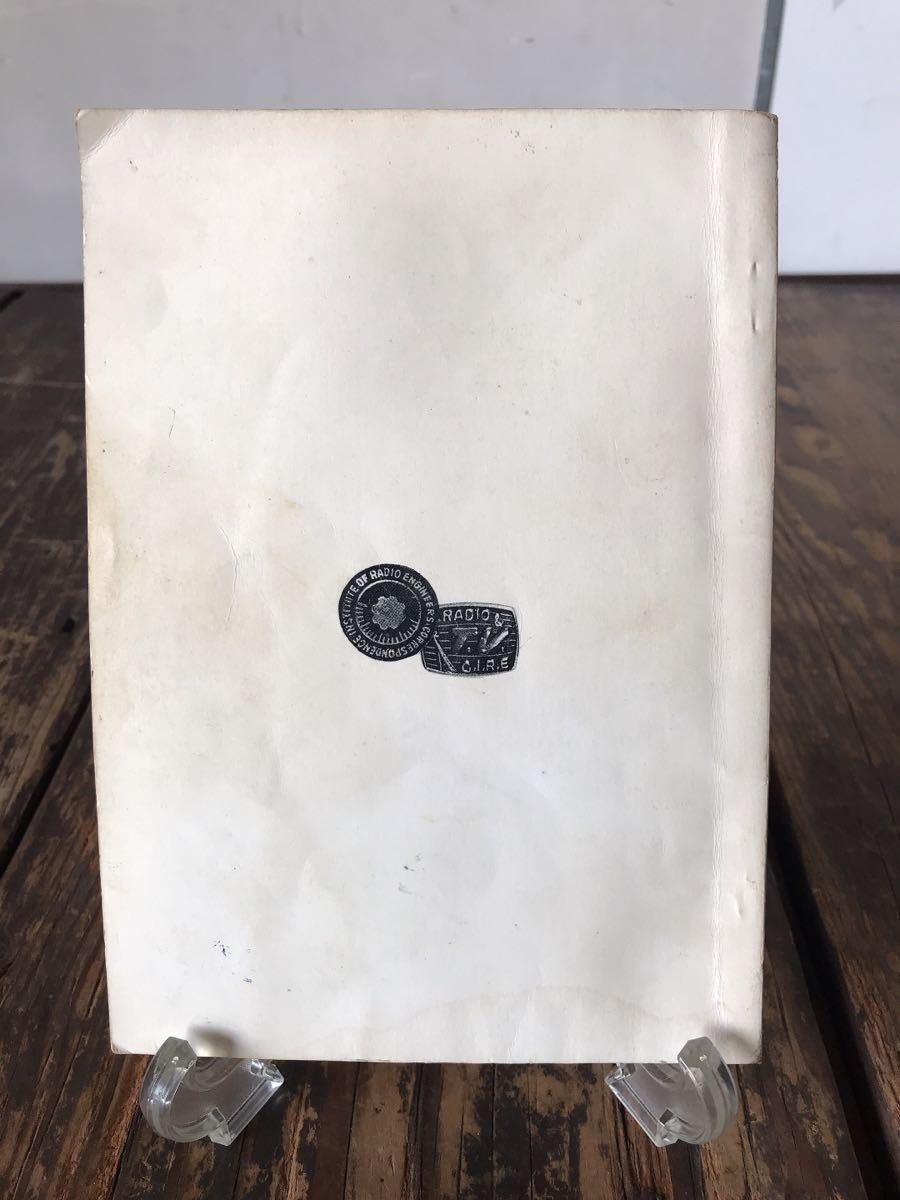 INSTITUTE OF RADIO ENGINEERS·CORRESPONDENCE
RADIO &
T.V.
C.I.R.E